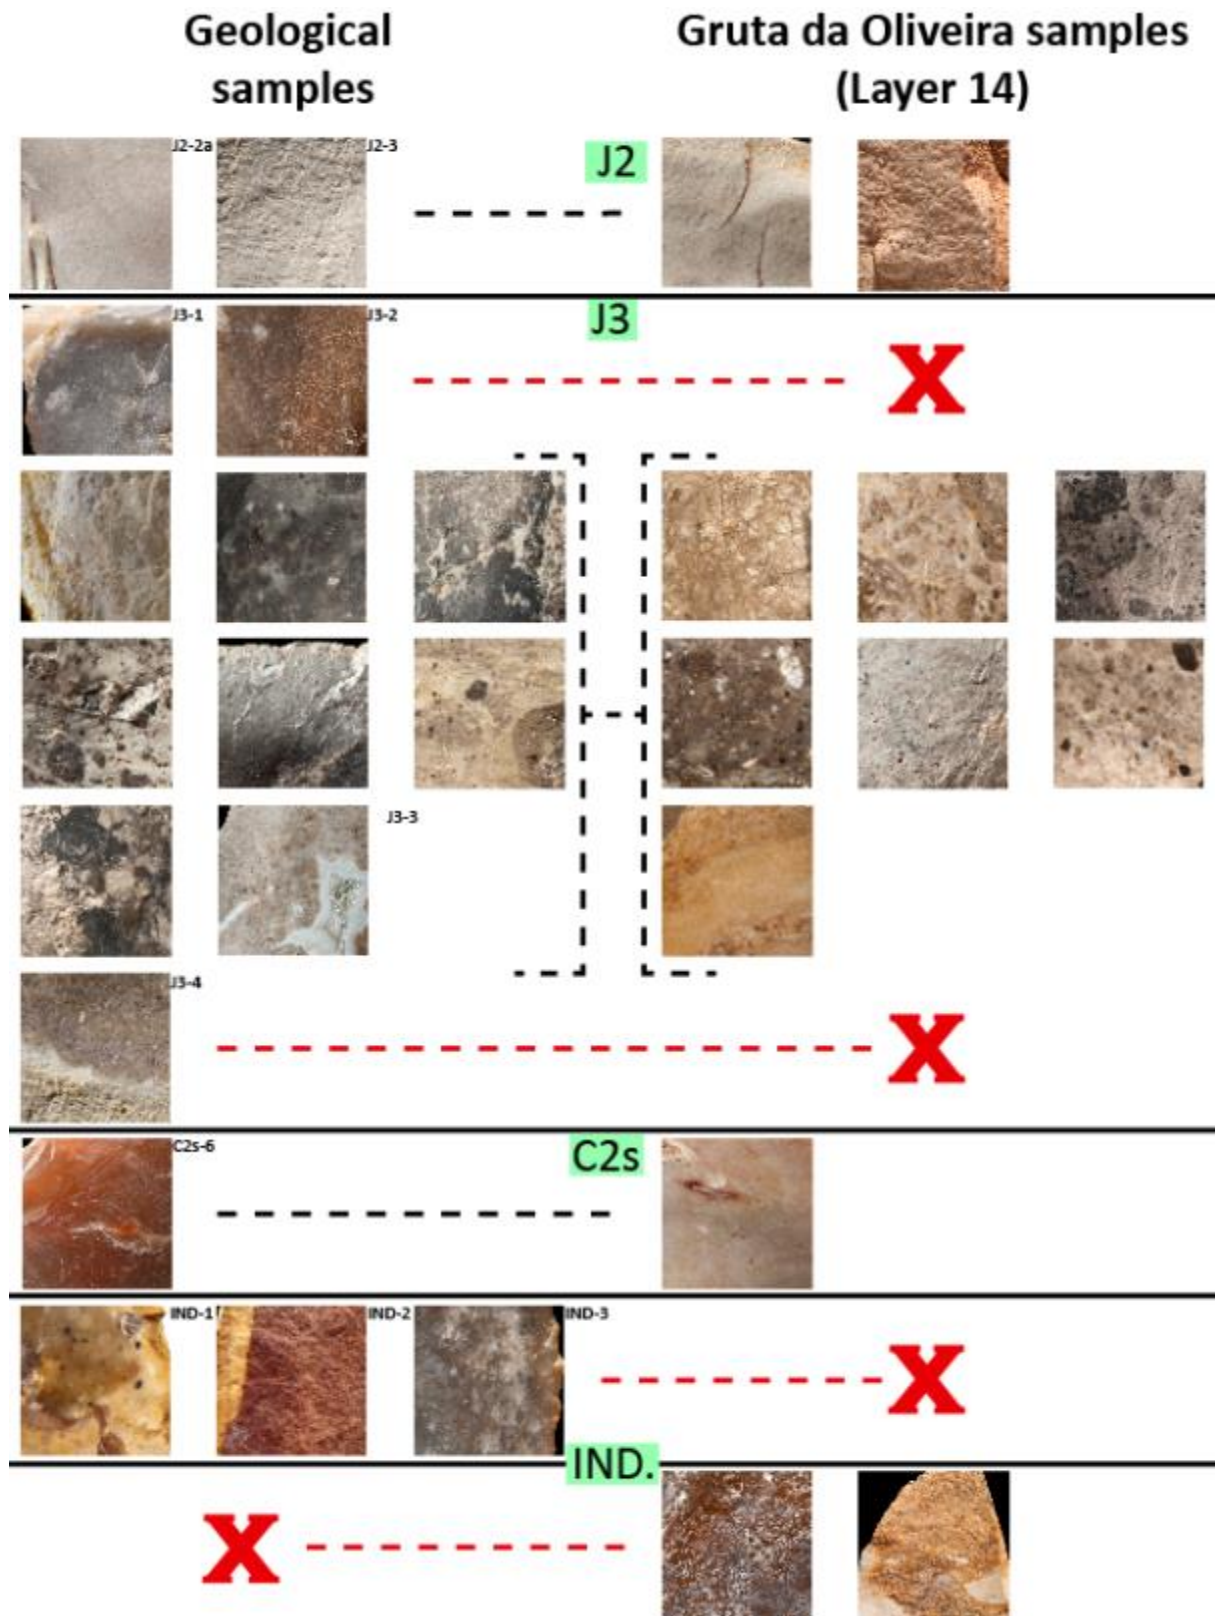 Geological
samples
Gruta da Oliveira samples
(Layer 14)
J2-2a
J2-3
J2
J3-1
J3-2
J3
X
J3-3
J3-4
X
C2s-6
C2s
IND-1
IND-2
IND-3
X
IND.
X